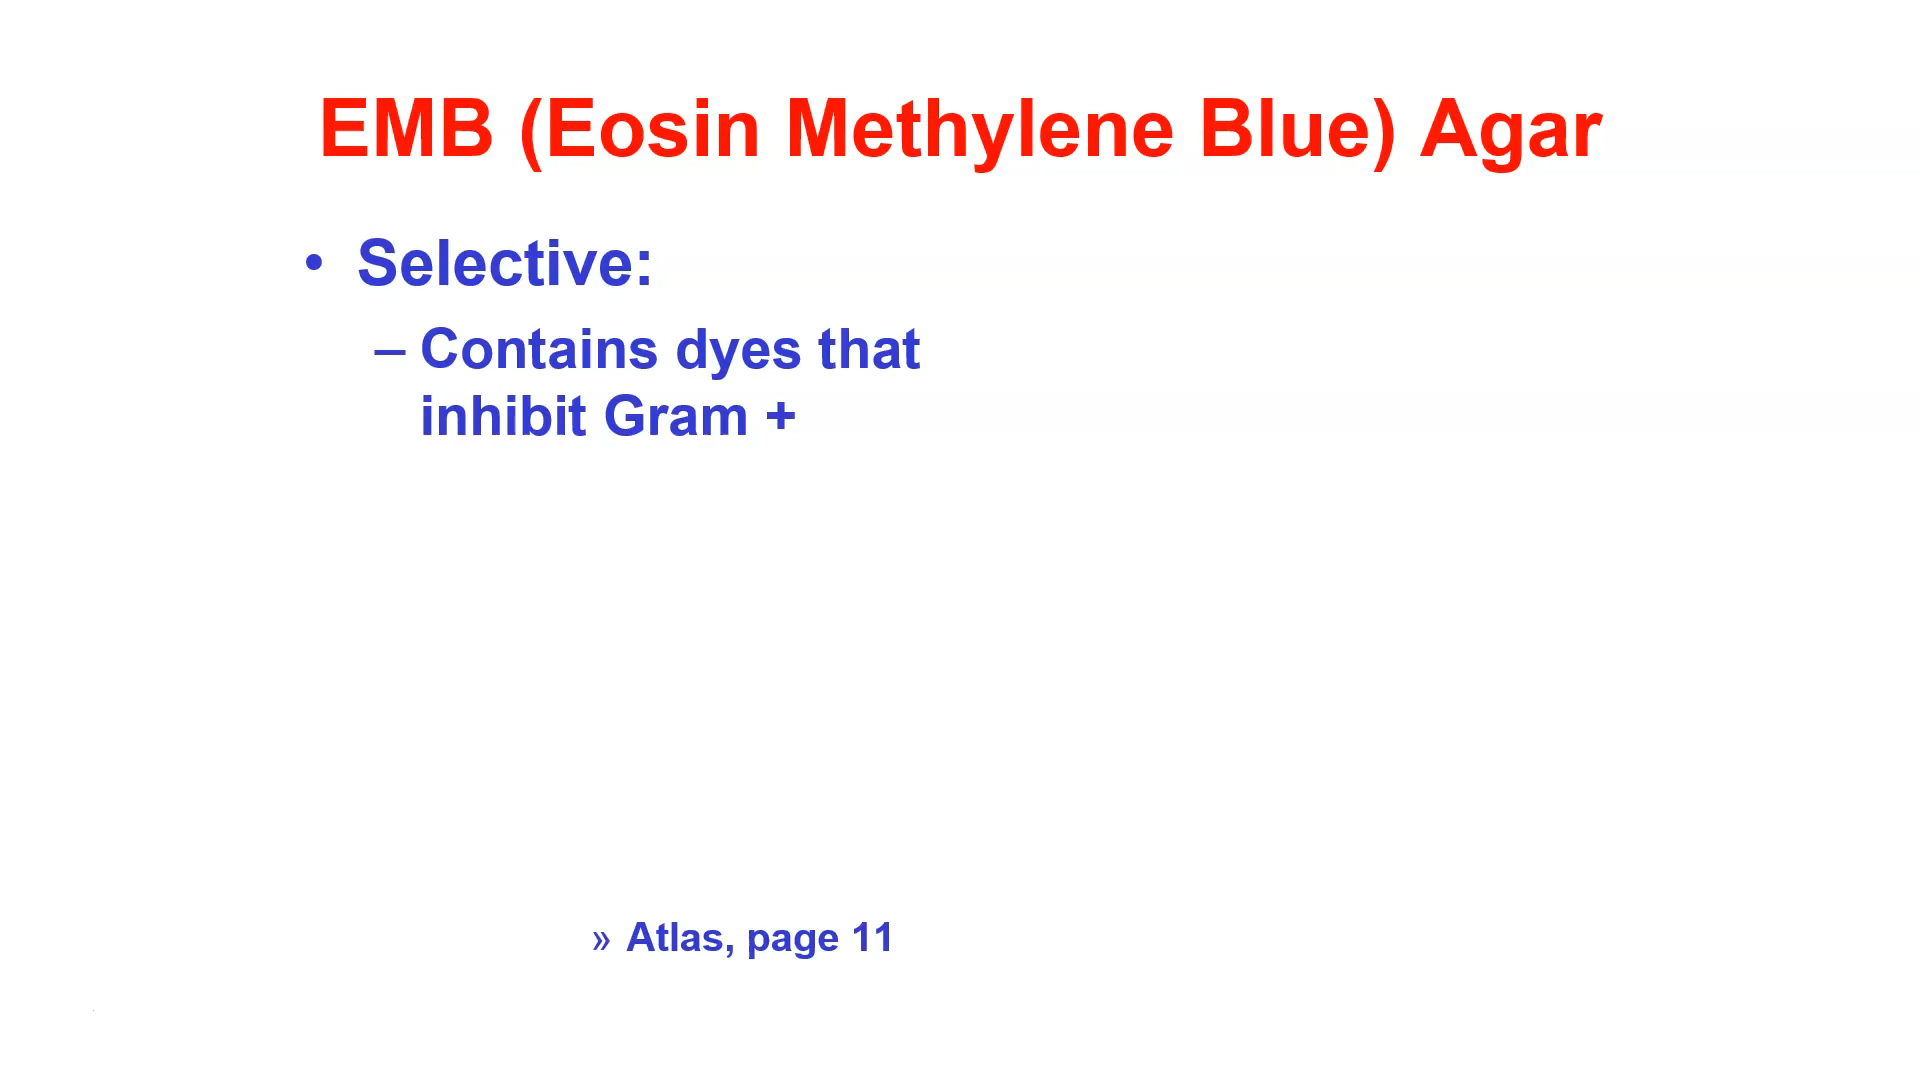 EMB (Eosin Methylene Blue) Agar
• Selective:
– Contains dyes that
inhibit Gram +
» Atlas, page 11